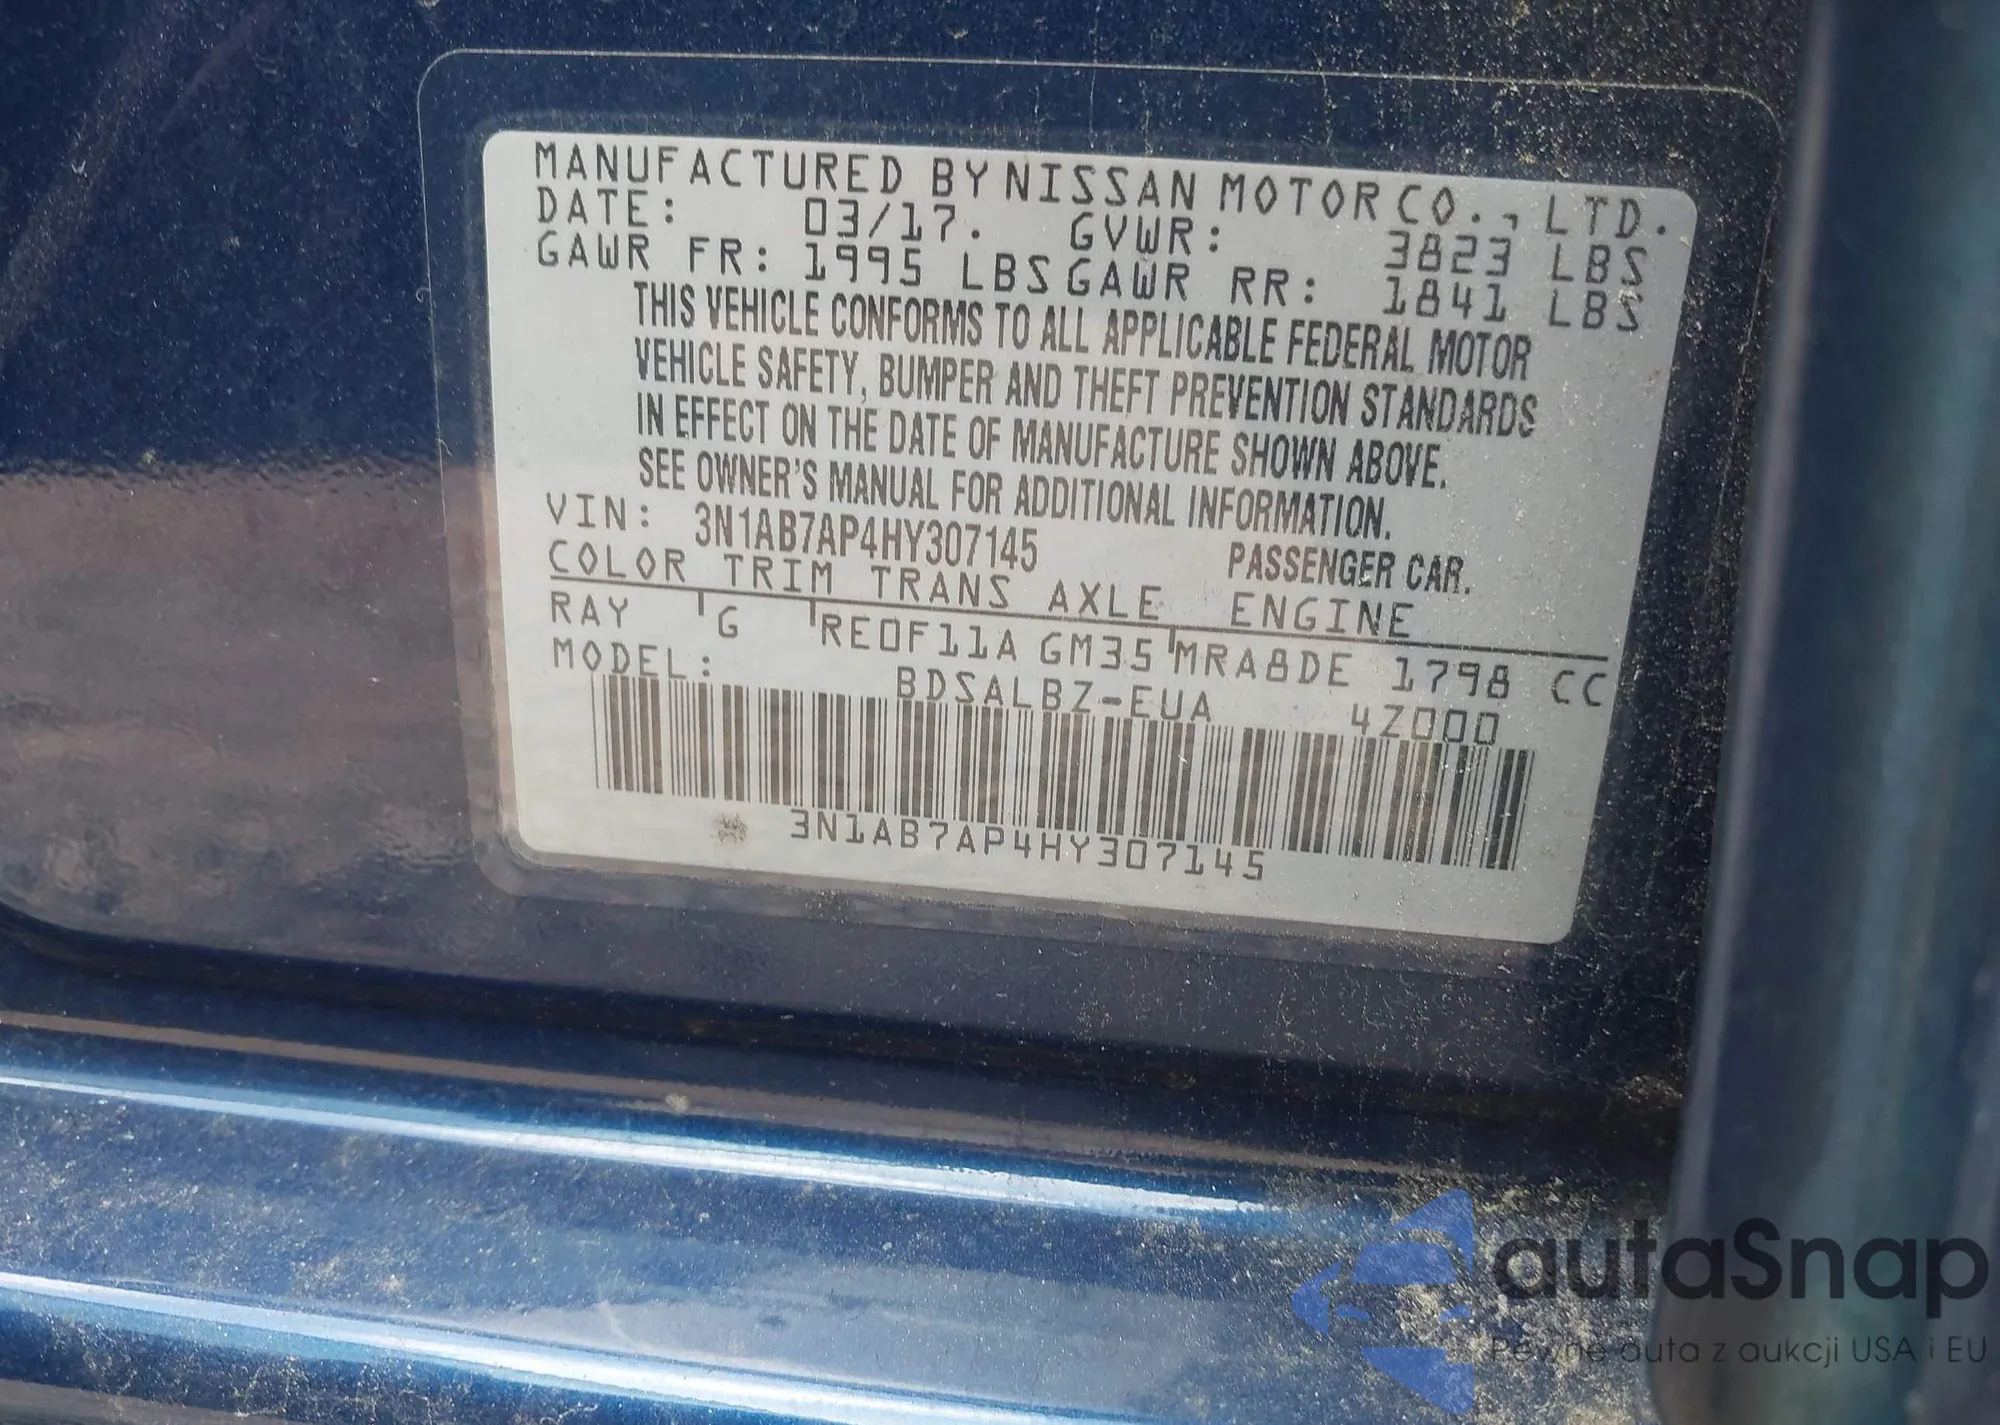 MANUFACTURED BY NISSAN MOTOR CO., LTD.
DATE: 03/17. GVWR: 3823 LBS
GAWR FR: 1995 LBS GAWR RR: 1841 LBS
THIS VEHICLE CONFORMS TO ALL APPLICABLE FEDERAL MOTOR
VEHICLE SAFETY, BUMPER AND THEFT PREVENTION STANDARDS
IN EFFECT ON THE DATE OF MANUFACTURE SHOWN ABOVE.
SEE OWNER'S MANUAL FOR ADDITIONAL INFORMATION.
VIN: 3N1AB7AP4HY307145 PASSENGER CAR.
COLOR TRIM TRANS AXLE ENGINE
RAY G RE0F11A GM35 MRA8DE 1798 CC
MODEL: BDSALBZ-EUA 4Z000
3N1AB7AP4HY307145
autaSnap
Pewne auta z aukcji USA i EU